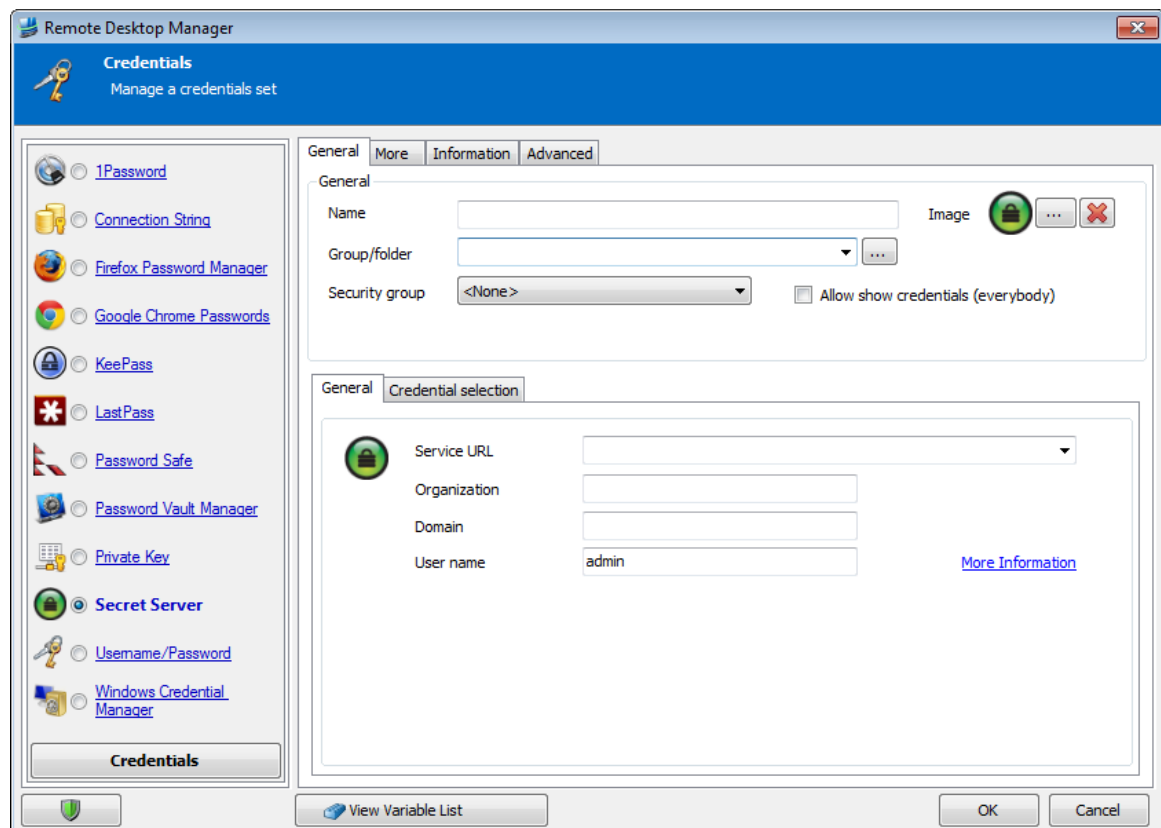 Remote Desktop Manager
Credentials
Manage a credentials set
1Password
Connection String
Firefox Password Manager
Google Chrome Passwords
KeePass
LastPass
Password Safe
Password Vault Manager
Private Key
Secret Server
Username/Password
Windows Credential
Manager
Credentials
General More Information Advanced
General
Name Image ...
Group/folder ...
Security group <None> Allow show credentials (everybody)
General Credential selection
Service URL
Organization
Domain
User name admin More Information
View Variable List OK Cancel